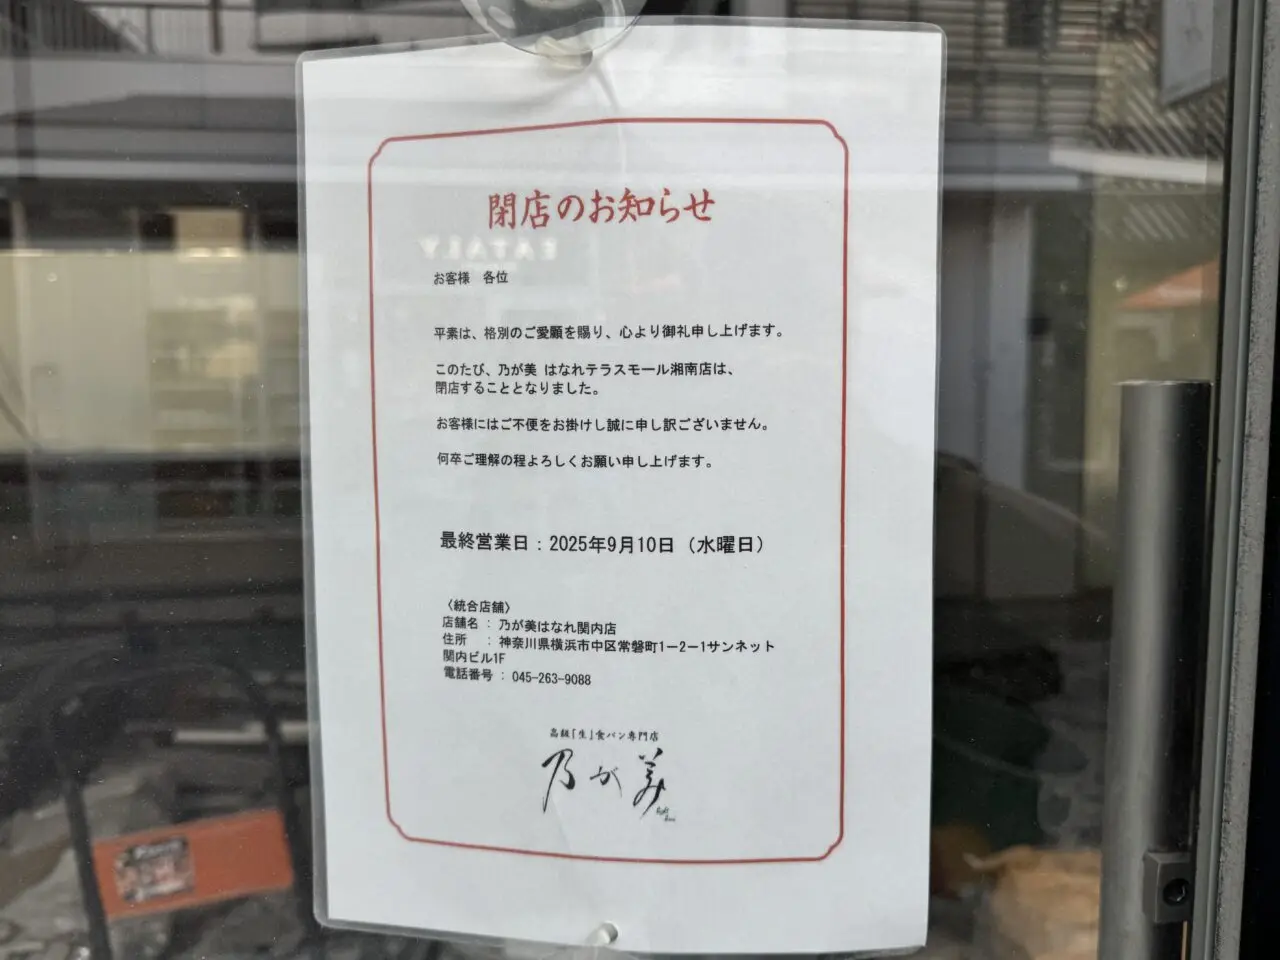 閉店のお知らせ
EATALY
お客様 各位
平素は、格別のご愛顧を賜り、心より御礼申し上げます。
このたび、乃が美 はなれテラスモール湘南店は、
閉店することとなりました。
お客様にはご不便をお掛けし誠に申し訳ございません。
何卒ご理解の程よろしくお願い申し上げます。
最終営業日：2025年9月10日（水曜日）
〈統合店舗〉
店舗名 ： 乃が美はなれ関内店
住所 ： 神奈川県横浜市中区常磐町1－2－1サンネット
関内ビル1F
電話番号 ： 045-263-9088
高級「生」食パン専門店
乃が美